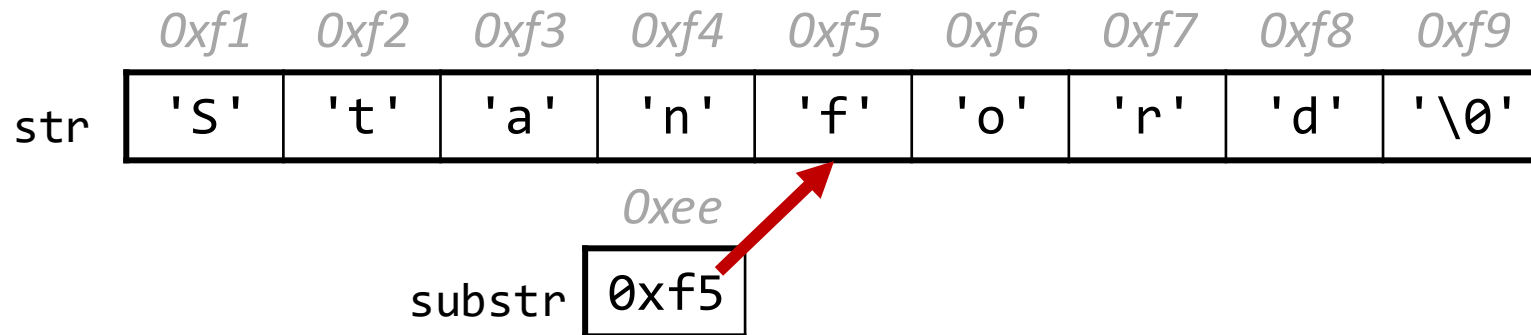 0xf1 0xf2 0xf3 0xf4 0xf5 0xf6 0xf7 0xf8 0xf9
str 'S' 't' 'a' 'n' 'f' 'o' 'r' 'd' '\0'
0xee
substr 0xf5